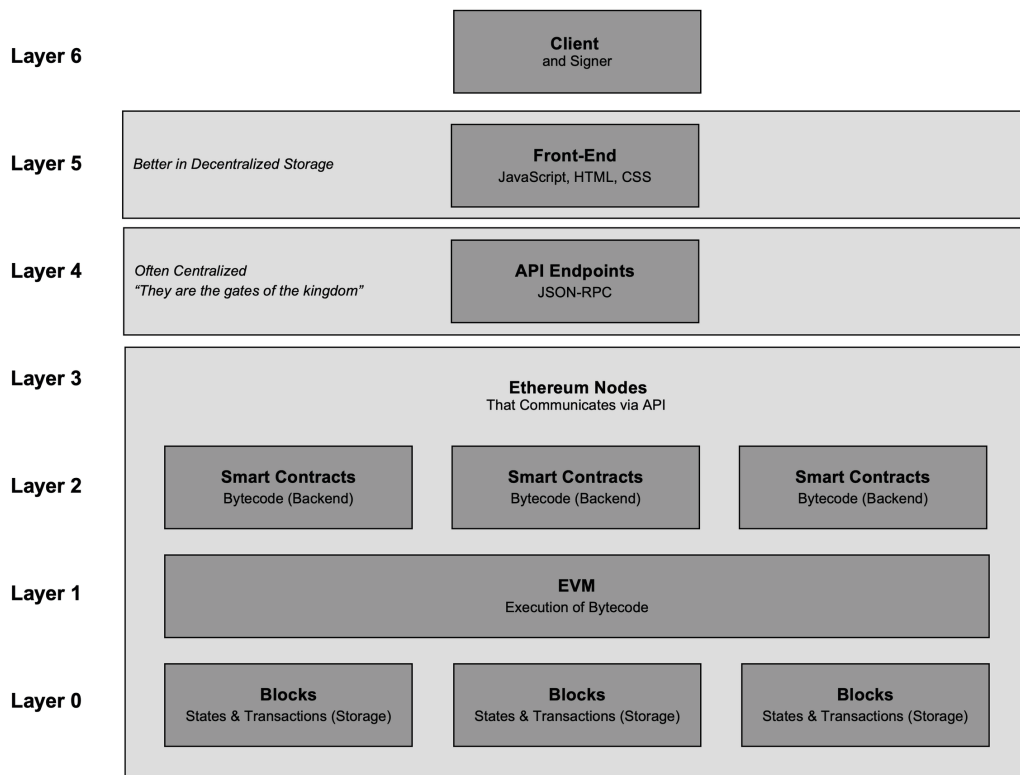 Layer 6
Client
and Signer
Layer 5
Better in Decentralized Storage
Front-End
JavaScript, HTML, CSS
Layer 4
Often Centralized
“They are the gates of the kingdom”
API Endpoints
JSON-RPC
Layer 3
Ethereum Nodes
That Communicates via API
Layer 2
Smart Contracts
Bytecode (Backend)
Smart Contracts
Bytecode (Backend)
Smart Contracts
Bytecode (Backend)
Layer 1
EVM
Execution of Bytecode
Layer 0
Blocks
States & Transactions (Storage)
Blocks
States & Transactions (Storage)
Blocks
States & Transactions (Storage)